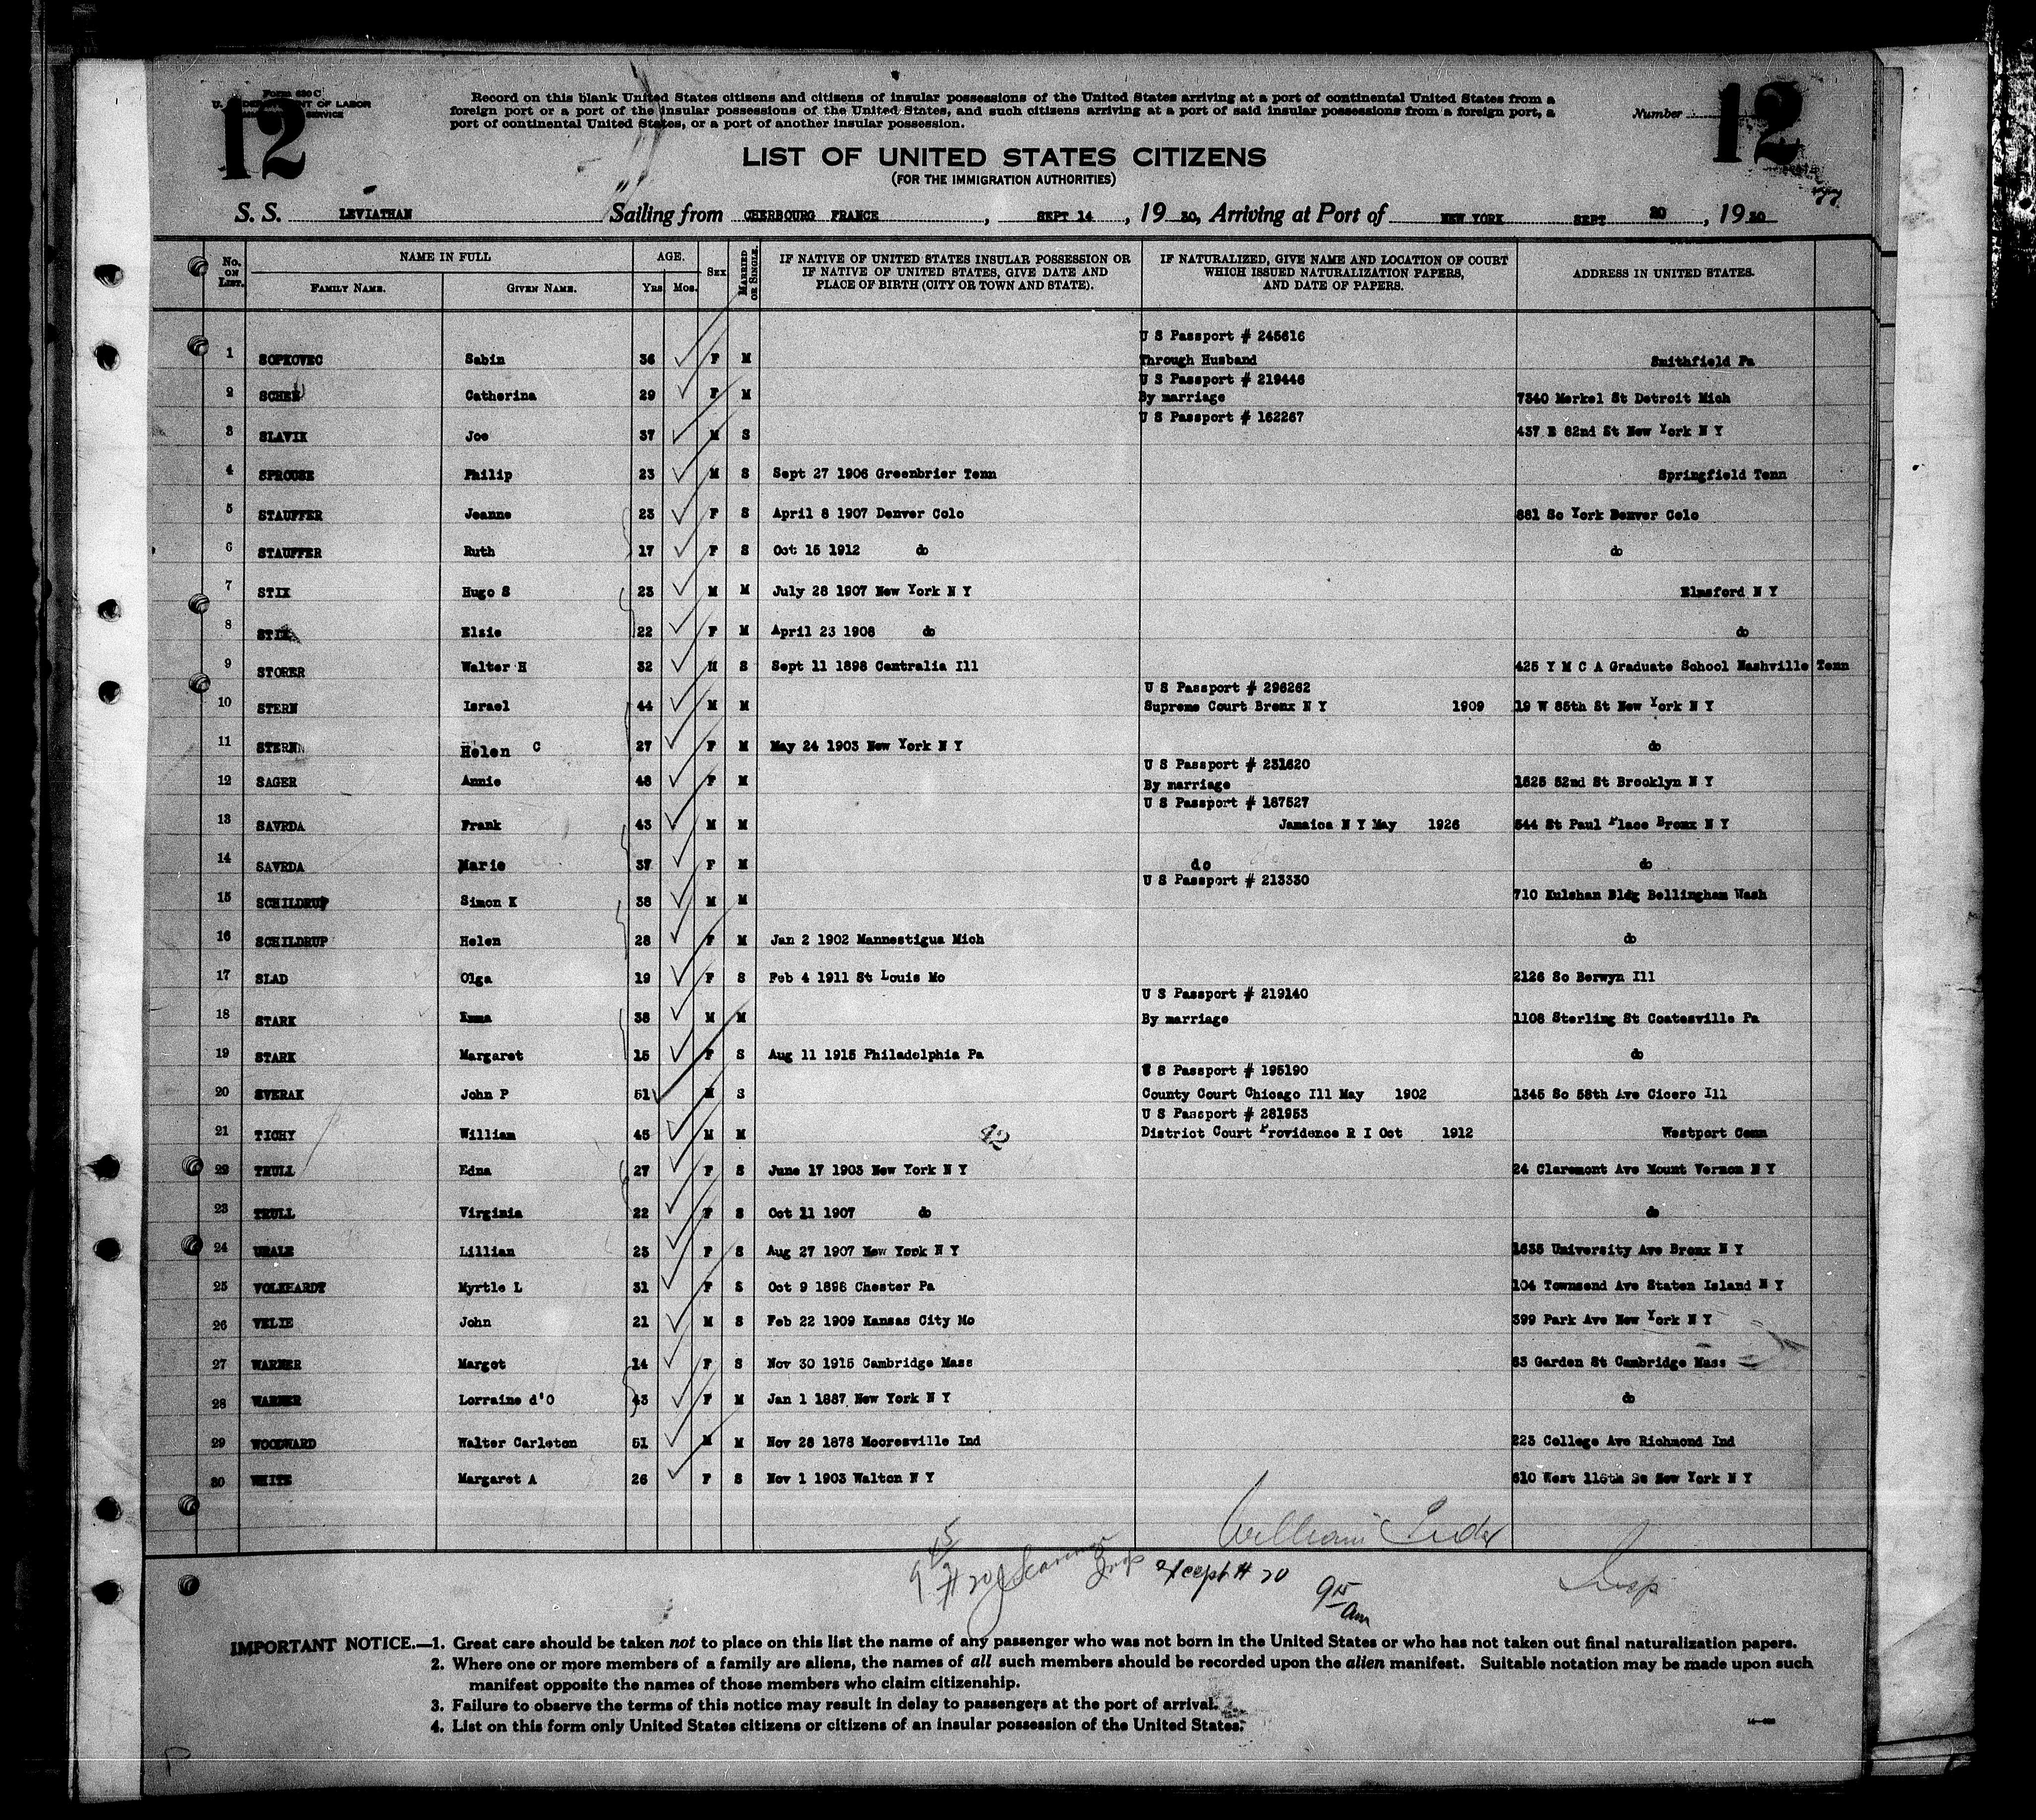 12
Form 630 C
U. S. DEPARTMENT OF LABOR
SERVICE
Record on this blank United States citizens and citizens of insular possessions of the United States arriving at a port of continental United States from a
foreign port or a port of the insular possessions of the United States, and such citizens arriving at a port of said insular possessions from a foreign port, a
port of continental United States, or a port of another insular possession.
Number
12
LIST OF UNITED STATES CITIZENS
(FOR THE IMMIGRATION AUTHORITIES)
S. S. LEVIATHAN Sailing from CHERBOURG FRANCE, SEPT 14, 1930, Arriving at Port of NEW YORK SEPT 20, 1930
No. ON LIST. NAME IN FULL FAMILY NAME. GIVEN NAME. AGE. Yrs Mos. SEX MARRIED OR SINGLE. IF NATIVE OF UNITED STATES INSULAR POSSESSION OR IF NATIVE OF UNITED STATES, GIVE DATE AND PLACE OF BIRTH (CITY OR TOWN AND STATE). IF NATURALIZED, GIVE NAME AND LOCATION OF COURT WHICH ISSUED NATURALIZATION PAPERS, AND DATE OF PAPERS. ADDRESS IN UNITED STATES.
U S Passport # 245616
1 SOPKOVEC Sabin 36 F M Through Husband Smithfield Pa
U S Passport # 219446
2 Catherina 29 F M By marriage 7340 Merkel St Detroit Mich
U S Passport # 162267
3 SLAVIK Joe 37 M S 437 E 82nd St New York N Y
4 SPROUSE Philip 23 M S Sept 27 1906 Greenbrier Tenn Springfield Tenn
5 STAUFFER Jeanne 23 F S April 8 1907 Denver Colo 881 So York Denver Colo
6 STAUFFER Ruth 17 F S Oct 15 1912 do do
7 STIX Hugo S 23 M M July 28 1907 New York N Y Elmsford N Y
8 STIX Elsie 22 F M April 23 1908 do do
9 STORER Walter H 32 M S Sept 11 1898 Centralia Ill 425 Y M C A Graduate School Nashville Tenn
U S Passport # 296262
10 STERN Israel 44 M M Supreme Court Bronx N Y 1909 19 W 85th St New York N Y
11 STERN Helen C 27 F M May 24 1903 New York N Y do
U S Passport # 231620
12 SAGER Annie 48 F M By marriage 1625 52nd St Brooklyn N Y
U S Passport # 187527
13 SAVRDA Frank 43 M M Jamaica N Y May 1926 544 St Paul Place Bronx N Y
14 SAVRDA Marie 37 F M do do
U S Passport # 213330
15 SCHILDRUP Simon K 38 M M 710 Kulshan Bldg Bellingham Wash
16 SCHILDRUP Helen 28 F M Jan 2 1902 Mannestigua Mich do
17 SLAD Olga 19 F S Feb 4 1911 St Louis Mo 2126 So Berwyn Ill
U S Passport # 219140
18 STARK Emma 38 M M By marriage 1108 Sterling St Coatesville Pa
19 STARK Margaret 15 F S Aug 11 1915 Philadelphia Pa do
U S Passport # 195190
20 SVERAK John P 51 M S County Court Chicago Ill May 1902 1345 So 58th Ave Cicero Ill
U S Passport # 281953
21 TICHY William 45 M M 42 District Court Providence R I Oct 1912 Westport Conn
22 TRULL Edna 27 F S June 17 1903 New York N Y 24 Claremont Ave Mount Vernon N Y
23 TRULL Virginia 22 F S Oct 11 1907 do do
24 Lillian 23 F S Aug 27 1907 New York N Y 1635 University Ave Bronx N Y
25 VOLKHARDT Myrtle L 31 F S Oct 9 1898 Chester Pa 104 Townsend Ave Staten Island N Y
26 VELIE John 21 M S Feb 22 1909 Kansas City Mo 399 Park Ave New York N Y
27 WARNER Margot 14 F S Nov 30 1915 Cambridge Mass 63 Garden St Cambridge Mass
28 WARNER Lorraine d'O 43 F M Jan 1 1887 New York N Y do
29 WOODWARD Walter Carleton 51 M M Nov 28 1878 Mooresville Ind 223 College Ave Richmond Ind
30 WHITE Margaret A 26 F S Nov 1 1903 Walton N Y 610 West 116th St New York N Y
William
9 45 #20 Insp except # 20 9 15 am Insp
IMPORTANT NOTICE.—1. Great care should be taken not to place on this list the name of any passenger who was not born in the United States or who has not taken out final naturalization papers.
2. Where one or more members of a family are aliens, the names of all such members should be recorded upon the alien manifest. Suitable notation may be made upon such
manifest opposite the names of those members who claim citizenship.
3. Failure to observe the terms of this notice may result in delay to passengers at the port of arrival.
4. List on this form only United States citizens or citizens of an insular possession of the United States.